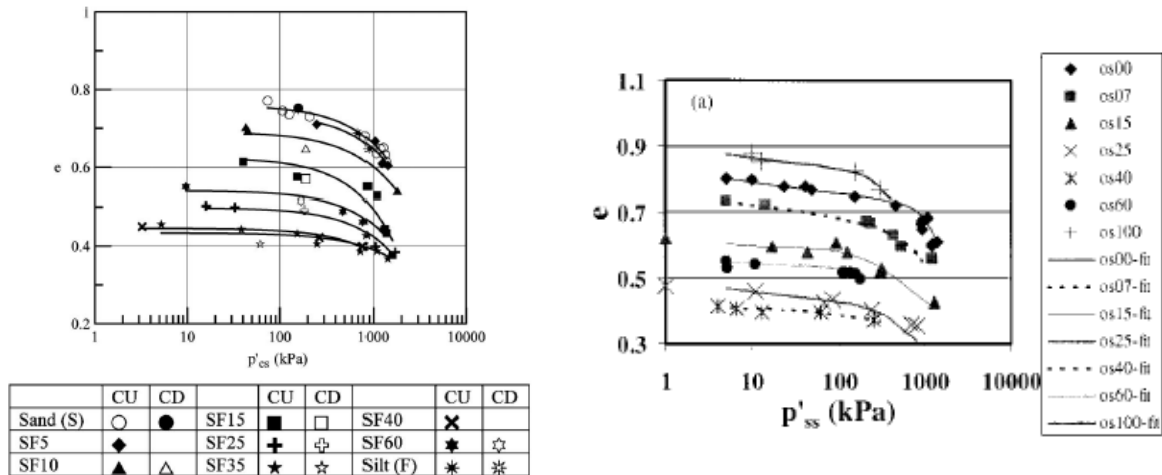 1
0.8
0.6
e
0.4
0.2
1 10 100 1000 10000
p'cs (kPa)
CU CD CU CD CU CD
Sand (S) SF15 SF40
SF5 SF25 SF60
SF10 SF35 Silt (F)
1.1
(a)
0.9
e
0.7
0.5
0.3
1 10 100 1000 10000
p'ss (kPa)
os00
os07
os15
os25
os40
os60
os100
os00-fit
os07-fit
os15-fit
os25-fit
os40-fit
os60-fit
os100-fit